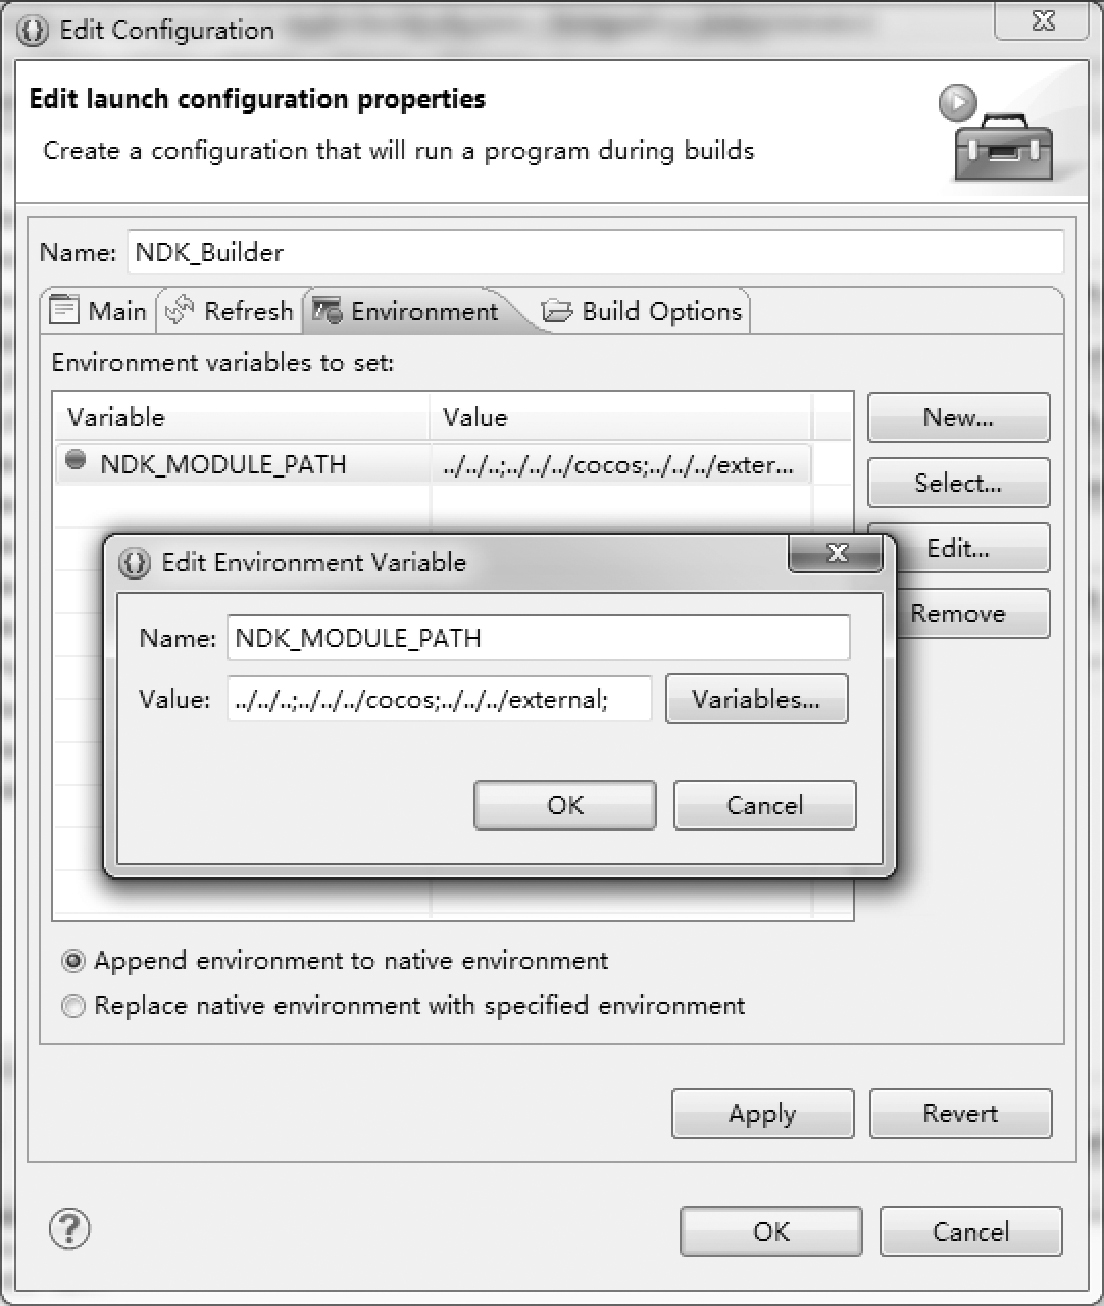 Edit Configuration
Edit launch configuration properties
Create a configuration that will run a program during builds
Name: NDK_Builder
Main Refresh Environment Build Options
Environment variables to set:
Variable Value New...
NDK_MODULE_PATH ../../..;../../../cocos;../../../exter...
Select...
Edit...
Remove
Edit Environment Variable
Name: NDK_MODULE_PATH
Value: ../../..;../../../cocos;../../../external; Variables...
OK Cancel
Append environment to native environment
Replace native environment with specified environment
Apply Revert
? OK Cancel